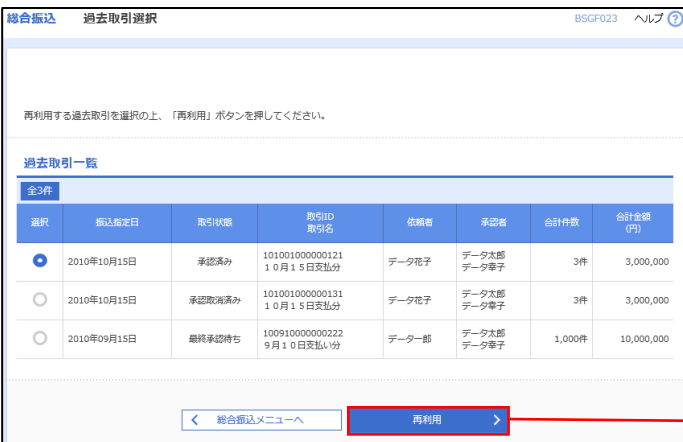 総合振込 過去取引選択 BSGF023 ヘルプ ?
再利用する過去取引を選択の上、「再利用」ボタンを押してください。
過去取引一覧
全3件
選択 振込指定日 取引状態 取引ID 取引名 依頼者 承認者 合計件数 合計金額 (円)
2010年10月15日 承認済み 101001000000121 データ花子 データ太郎 3件 3,000,000
10月15日支払分 データ幸子
2010年10月15日 承認取消済み 101001000000131 データ花子 データ太郎 3件 3,000,000
10月15日支払分 データ幸子
2010年09月15日 最終承認待ち 100910000000222 データ一郎 データ太郎 1,000件 10,000,000
9月10日支払い分 データ幸子
総合振込メニューへ 再利用